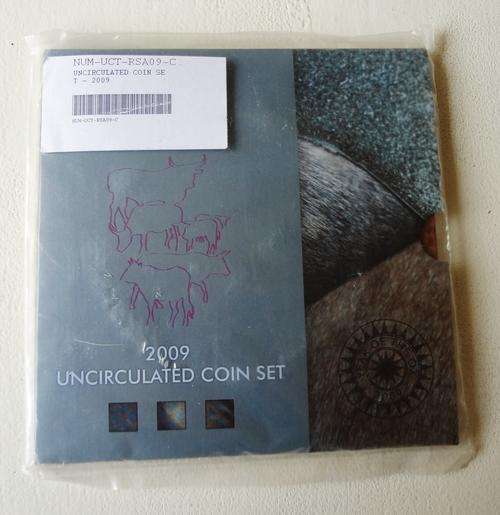 NUM-UCT-RSA09-C
UNCIRCULATED COIN SE
T - 2009
NUM-UCT-RSA09-C
2009
UNCIRCULATED COIN SET